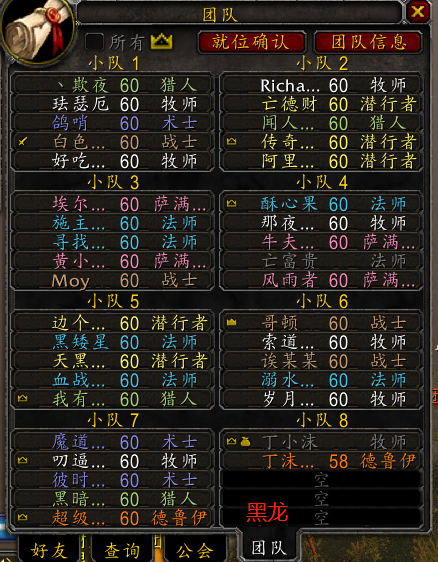 团队
所有 就位确认 团队信息
小队 1
丶欺夜 60 猎人
珐瑟厄 60 牧师
鸽哨 60 术士
白色... 60 战士
好吃... 60 牧师
小队 2
Richa... 60 牧师
亡德财 60 潜行者
闻人... 60 猎人
传奇... 60 潜行者
阿里... 60 潜行者
小队 3
埃尔... 60 萨满...
施主... 60 法师
寻找... 60 法师
黄小... 60 萨满...
Moy 60 战士
小队 4
酥心果 60 法师
那夜... 60 牧师
牛夫... 60 萨满...
亡富贵 法师
风雨者 60 萨满...
小队 5
边个... 60 潜行者
黑矮星 60 法师
天黑... 60 潜行者
血战... 60 法师
我有... 60 猎人
小队 6
哥顿 60 战士
索道... 60 牧师
诶某某 60 战士
溺水... 60 法师
岁月... 60 牧师
小队 7
魔道... 60 术士
叨逼... 60 牧师
彼时... 60 术士
黑暗... 60 猎人
超级... 60 德鲁伊
小队 8
丁小沫 牧师
丁沫... 58 德鲁伊
空
空
空
黑龙
好友 查询 公会 团队